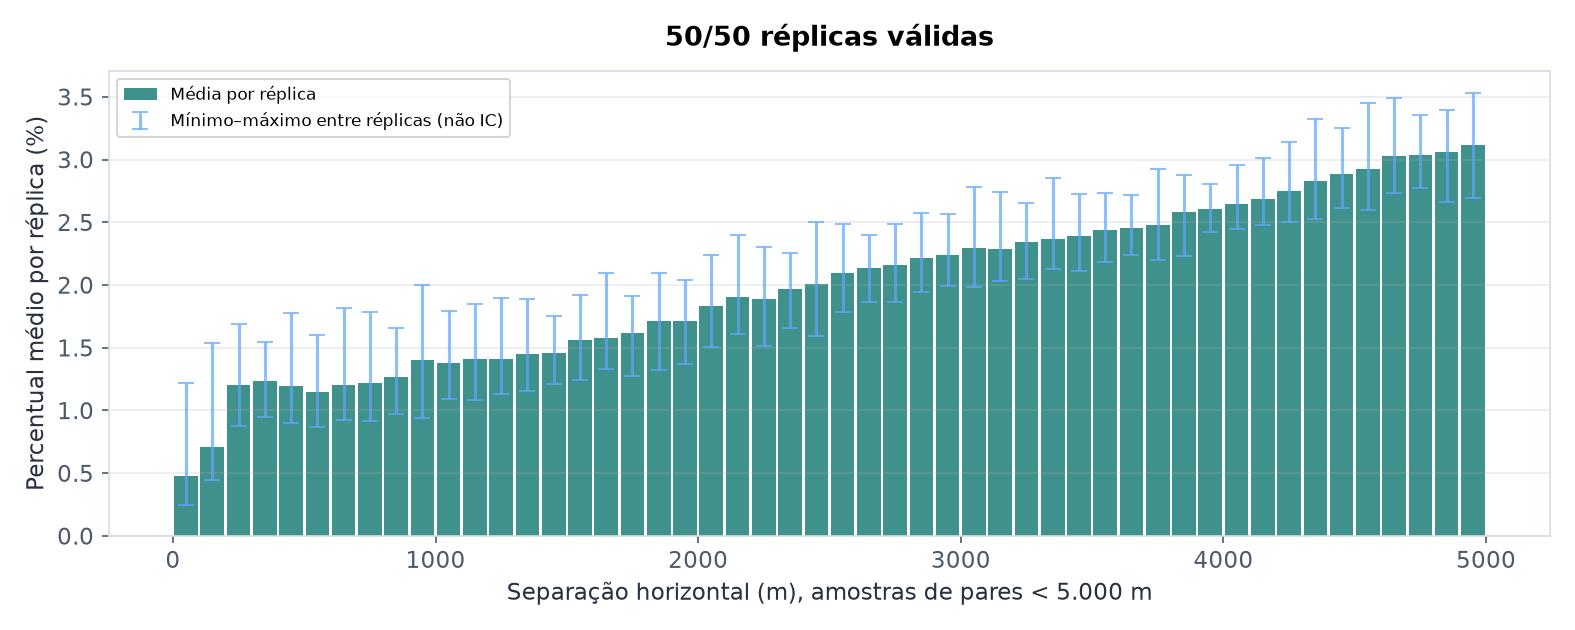 50/50 réplicas válidas
Média por réplica
Mínimo–máximo entre réplicas (não IC)
Percentual médio por réplica (%)
3.5
3.0
2.5
2.0
1.5
1.0
0.5
0.0
0 1000 2000 3000 4000 5000
Separação horizontal (m), amostras de pares < 5.000 m